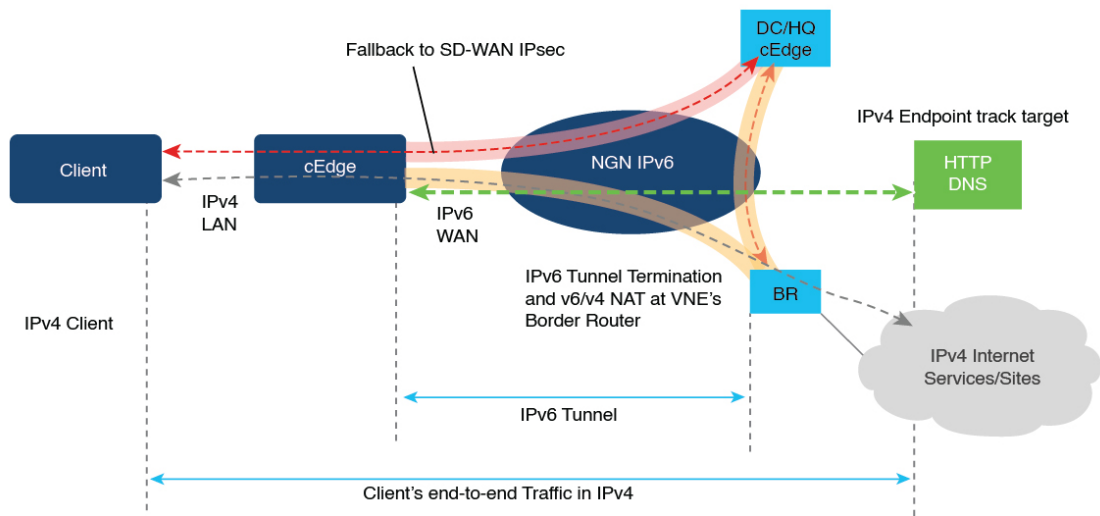 DC/HQ
cEdge
Fallback to SD-WAN IPsec
IPv4 Endpoint track target
Client
cEdge
NGN IPv6
HTTP
DNS
IPv4
LAN
IPv6
WAN
IPv6 Tunnel Termination
and v6/v4 NAT at VNE's
Border Router
BR
IPv4 Client
IPv4 Internet
Services/Sites
IPv6 Tunnel
Client's end-to-end Traffic in IPv4